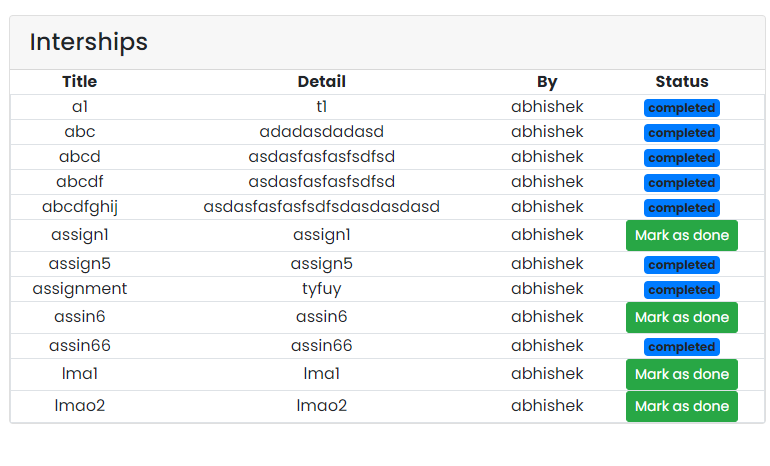 Interships
Title Detail By Status
a1 t1 abhishek completed
abc adadasdadasd abhishek completed
abcd asdasfasfasfsdfsd abhishek completed
abcdf asdasfasfasfsdfsd abhishek completed
abcdfghij asdasfasfasfsdfsdasdasdasd abhishek completed
assign1 assign1 abhishek Mark as done
assign5 assign5 abhishek completed
assignment tyfuy abhishek completed
assin6 assin6 abhishek Mark as done
assin66 assin66 abhishek completed
lma1 lma1 abhishek Mark as done
lmao2 lmao2 abhishek Mark as done